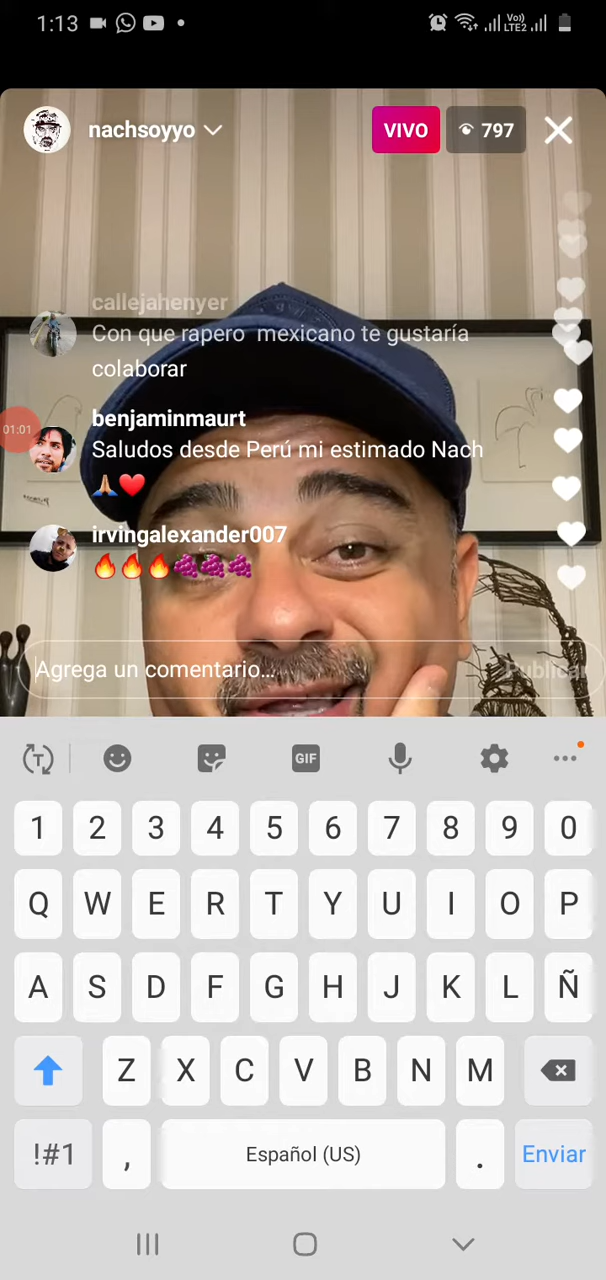 1:13
Vo)) LTE2
nachsoyyo
VIVO
797
callejahenyer
Con que rapero mexicano te gustaría
colaborar
benjaminmaurt
Saludos desde Perú mi estimado Nach
🙏🏽❤️
01:01
irvingalexander007
🔥🔥🔥🍇🍇🍇
Agrega un comentario... Publicar
T GIF
1 2 3 4 5 6 7 8 9 0
Q W E R T Y U I O P
A S D F G H J K L Ñ
Z X C V B N M
!#1 , Español (US) . Enviar